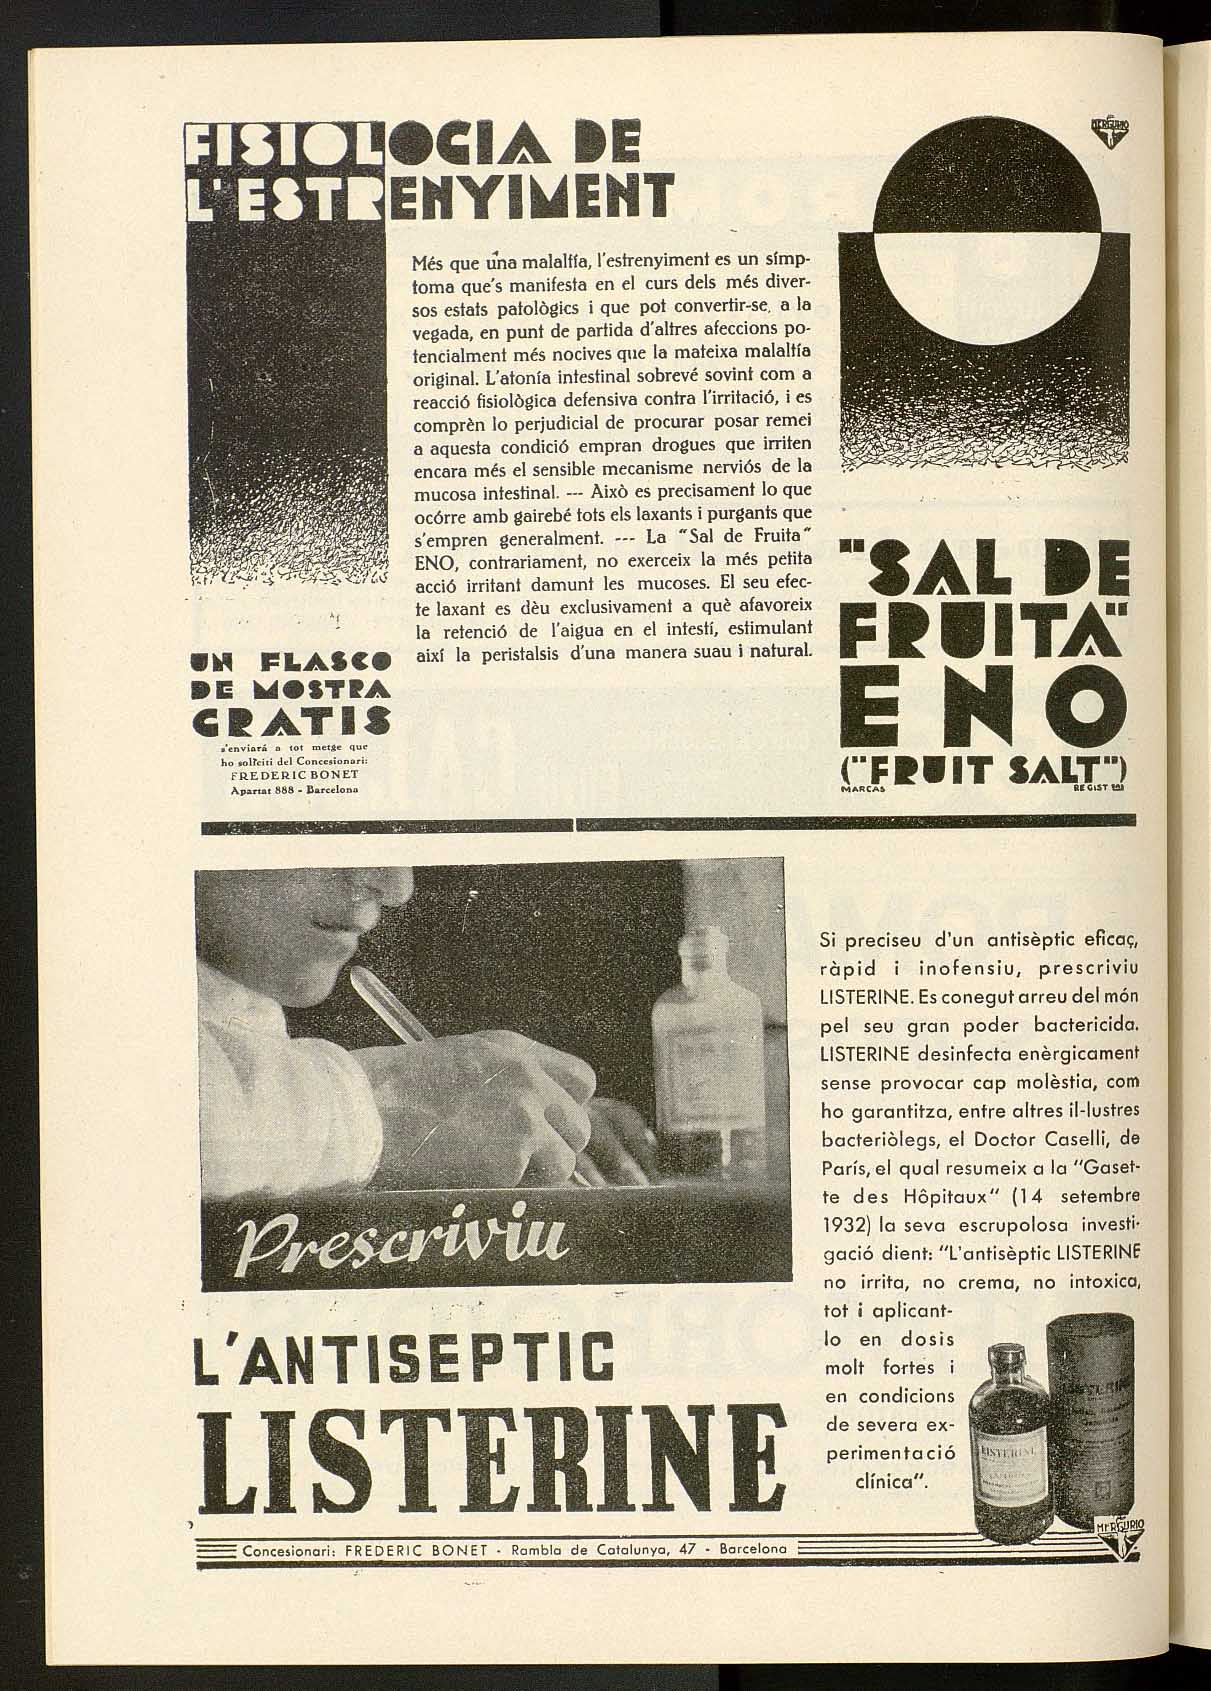 FISIOLOGIA DE
L'ESTRENYIMENT
Més que una malaltía, l'estrenyiment es un símp-
toma que's manifesta en el curs dels més diver-
sos estats patològics i que pot convertir-se, a la
vegada, en punt de partida d'altres afeccions po-
tencialment més nocives que la mateixa malaltía
original. L'atonía intestinal sobrevé sovint com a
reacció fisiològica defensiva contra l'irritació, i es
comprèn lo perjudicial de procurar posar remei
a aquesta condició empran drogues que irriten
encara més el sensible mecanisme nerviós de la
mucosa intestinal. --- Això es precisament lo que
ocórre amb gairebé tots els laxants i purgants que
s'empren generalment. --- La "Sal de Fruita"
ENO, contrariament, no exerceix la més petita
acció irritant damunt les mucoses. El seu efec-
te laxant es dèu exclusivament a què afavoreix
la retenció de l'aigua en el intestí, estimulant
així la peristalsis d'una manera suau i natural.
UN FLASCO
DE MOSTRA
GRATIS
s'enviará a tot metge que
ho sol·liciti del Concesionari:
FREDERIC BONET
Apartat 888 - Barcelona
MERGURIO
"SAL DE
FRUITA"
ENO
("FRUIT SALT")
MARCAS REGIST
Prescriviu
L'ANTISEPTIC
LISTERINE
Si preciseu d'un antisèptic eficaç,
ràpid i inofensiu, prescriviu
LISTERINE. Es conegut arreu del món
pel seu gran poder bactericida.
LISTERINE desinfecta enèrgicament
sense provocar cap molèstia, com
ho garantitza, entre altres il-lustres
bacteriòlegs, el Doctor Caselli, de
París, el qual resumeix a la "Gaset-
te des Hôpitaux" (14 setembre
1932) la seva escrupolosa investi-
gació dient: "L'antisèptic LISTERINE
no irrita, no crema, no intoxica,
tot i aplicant-
lo en dosis
molt fortes i
en condicions
de severa ex-
perimentació
clínica".
LISTERINE
LISTERINE
MERGURIO
Concesionari: FREDERIC BONET - Rambla de Catalunya, 47 - Barcelona